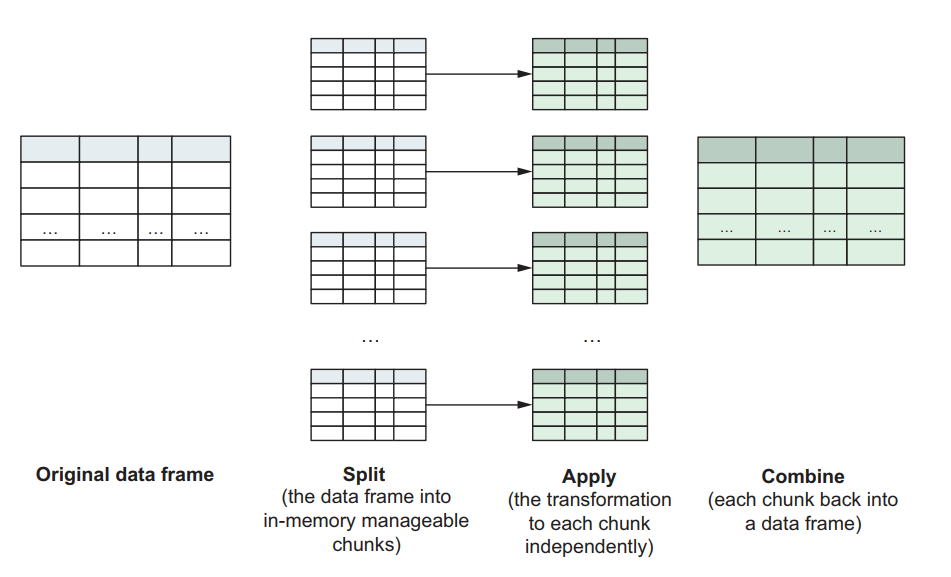 … … … …
… …
… … … …
Original data frame
Split
(the data frame into
in-memory manageable
chunks)
Apply
(the transformation
to each chunk
independently)
Combine
(each chunk back into
a data frame)